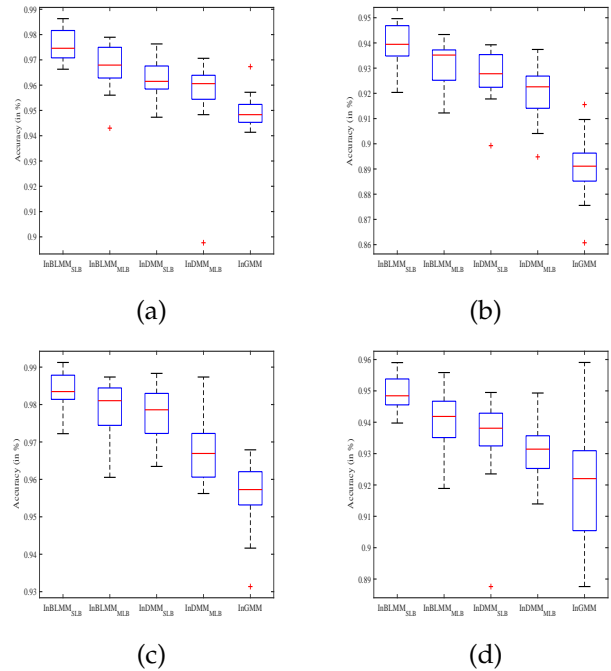 0.99
0.98
0.97
0.96
0.95
0.94
0.93
0.92
0.91
0.9
Accuracy (in %)
InBLMM_SLB InBLMM_MLB InDMM_SLB InDMM_MLB InGMM
(a)
0.95
0.94
0.93
0.92
0.91
0.9
0.89
0.88
0.87
0.86
Accuracy (in %)
InBLMM_SLB InBLMM_MLB InDMM_SLB InDMM_MLB InGMM
(b)
0.99
0.98
0.97
0.96
0.95
0.94
0.93
Accuracy (in %)
InBLMM_SLB InBLMM_MLB InDMM_SLB InDMM_MLB InGMM
(c)
0.96
0.95
0.94
0.93
0.92
0.91
0.9
0.89
Accuracy (in %)
InBLMM_SLB InBLMM_MLB InDMM_SLB InDMM_MLB InGMM
(d)